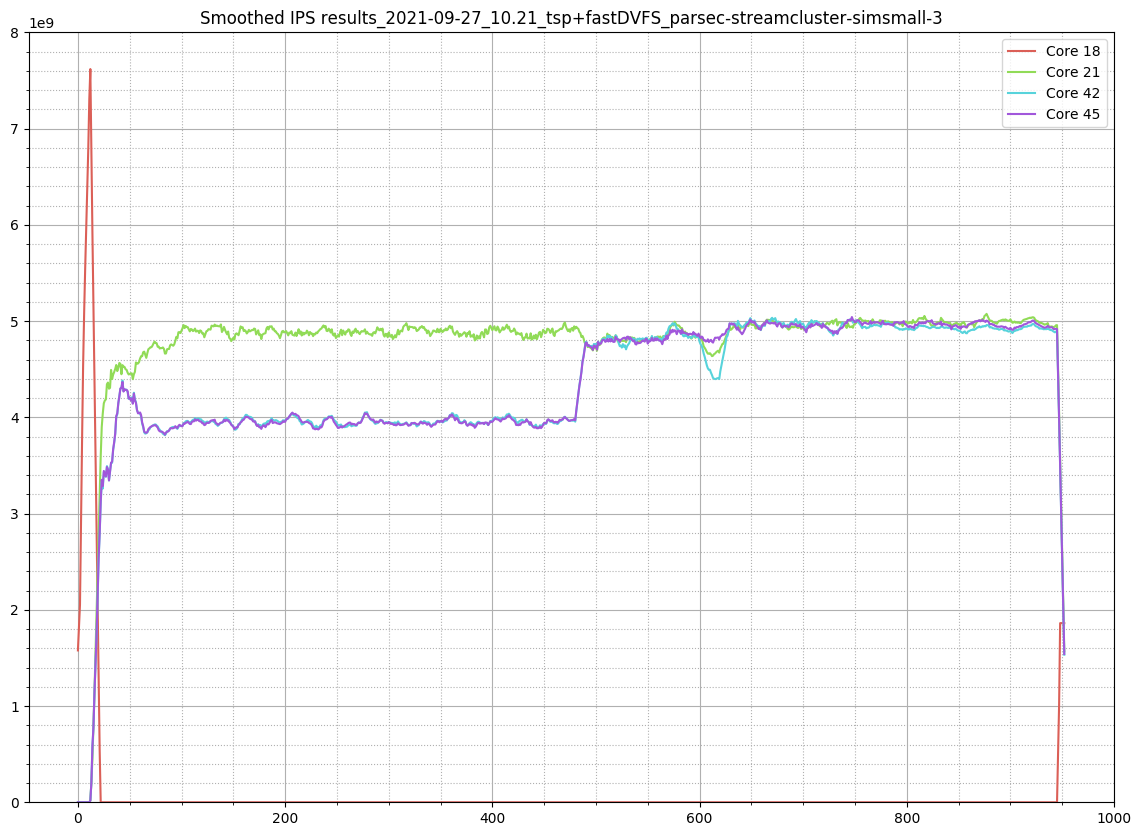 Smoothed IPS results_2021-09-27_10.21_tsp+fastDVFS_parsec-streamcluster-simsmall-3
1e9
8
7
6
5
4
3
2
1
0
0 200 400 600 800 1000
Core 18
Core 21
Core 42
Core 45